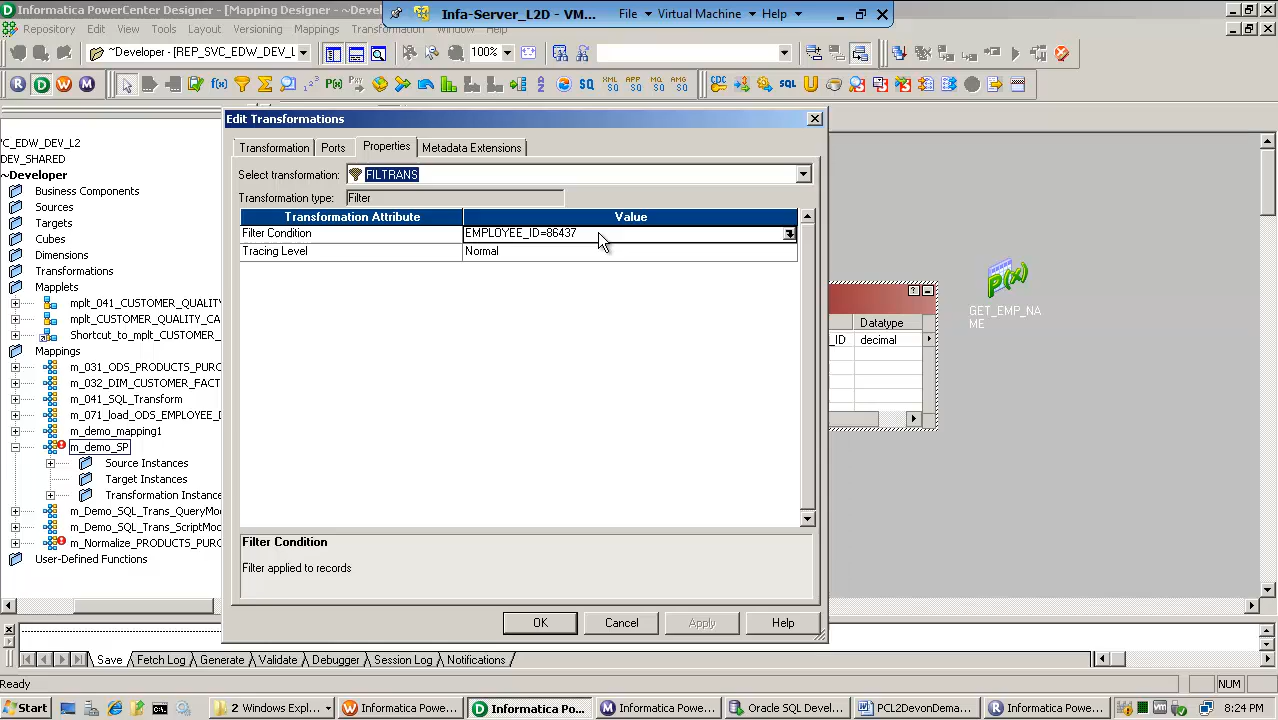 Informatica PowerCenter Designer - [Mapping Designer - ~Devel
Infa-Server_L2D - VM...
File
Virtual Machine
Help
Repository Edit View Tools Layout Versioning Mappings Transformation Windows Help
~Developer - [REP_SVC_EDW_DEV_L
100%
Edit Transformations
Transformation
Ports
Properties
Metadata Extensions
Select transformation:
FILTRANS
Transformation type:
Filter
Transformation Attribute
Value
Filter Condition
EMPLOYEE_ID=86437
Tracing Level
Normal
Filter Condition
Filter applied to records
OK
Cancel
Apply
Help
'C_EDW_DEV_L2
DEV_SHARED
~Developer
Business Components
Sources
Targets
Cubes
Dimensions
Transformations
Mapplets
mplt_041_CUSTOMER_QUALITY
mplt_CUSTOMER_QUALITY_CA
Shortcut_to_mplt_CUSTOMER_
Mappings
m_031_ODS_PRODUCTS_PURC
m_032_DIM_CUSTOMER_FACT
m_041_SQL_Transform
m_071_load_ODS_EMPLOYEE_D
m_demo_mapping1
m_demo_SP
Source Instances
Target Instances
Transformation Instance
m_Demo_SQL_Trans_QueryMod
m_Demo_SQL_Trans_ScriptMod
m_Normalize_PRODUCTS_PURC
User-Defined Functions
Datatype
_ID
decimal
GET_EMP_NA
ME
Save
Fetch Log
Generate
Validate
Debugger
Session Log
Notifications
Ready
NUM
Start
2 Windows Expl...
Informatica Powe...
Informatica Po...
Informatica Powe...
Oracle SQL Devel...
PCL2DevonDema...
Informatica Powe...
8:24 PM